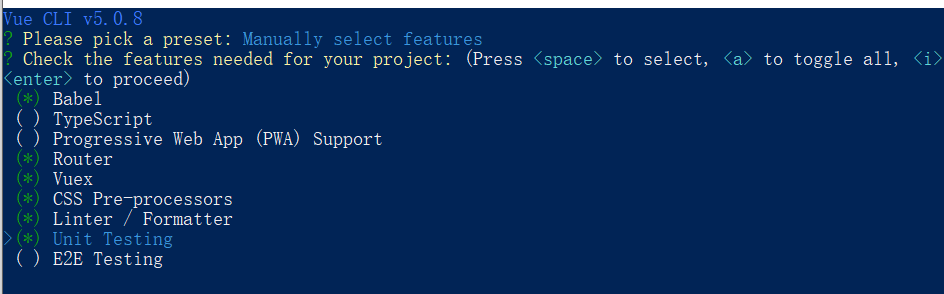 Vue CLI v5.0.8
? Please pick a preset: Manually select features
? Check the features needed for your project: (Press <space> to select, <a> to toggle all, <i>
<enter> to proceed)
(*) Babel
( ) TypeScript
( ) Progressive Web App (PWA) Support
(*) Router
(*) Vuex
(*) CSS Pre-processors
(*) Linter / Formatter
>(*) Unit Testing
( ) E2E Testing